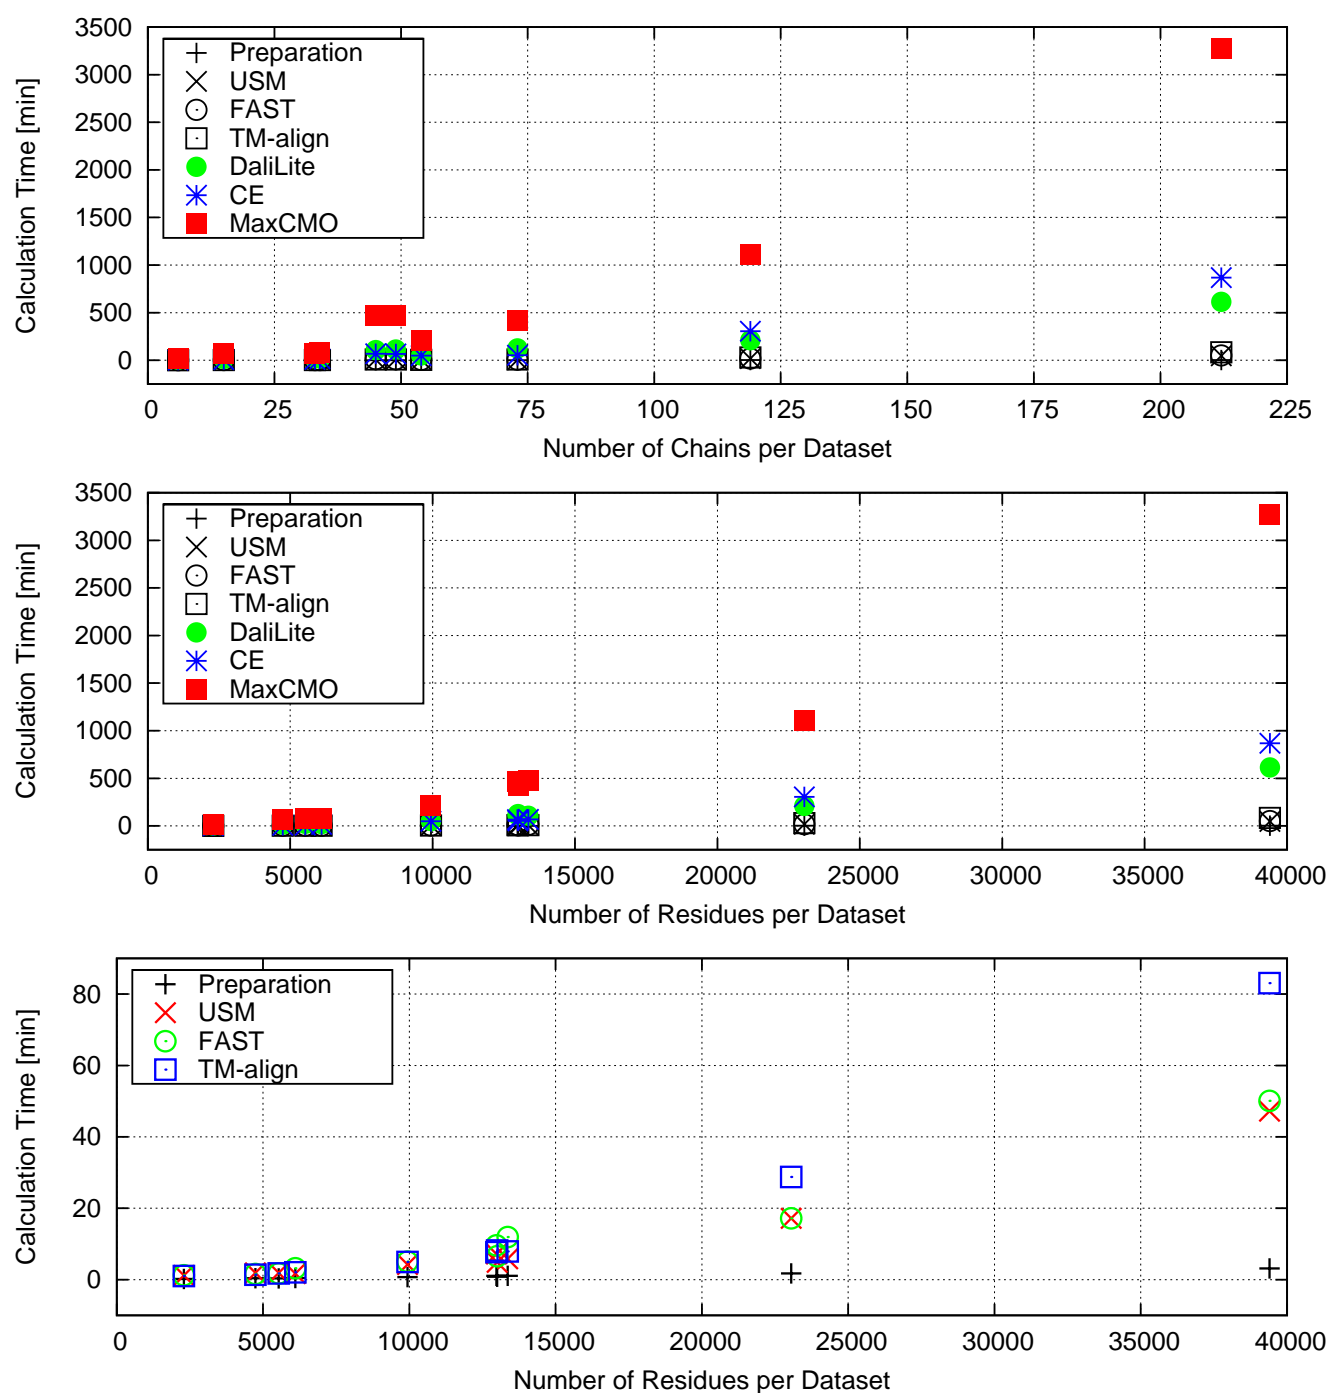 3500
3000
2500
2000
1500
1000
500
0
Calculation Time [min]
Preparation
USM
FAST
TM-align
DaliLite
CE
MaxCMO
0 25 50 75 100 125 150 175 200 225
Number of Chains per Dataset
3500
3000
2500
2000
1500
1000
500
0
Calculation Time [min]
Preparation
USM
FAST
TM-align
DaliLite
CE
MaxCMO
0 5000 10000 15000 20000 25000 30000 35000 40000
Number of Residues per Dataset
80
60
40
20
0
Calculation Time [min]
Preparation
USM
FAST
TM-align
0 5000 10000 15000 20000 25000 30000 35000 40000
Number of Residues per Dataset